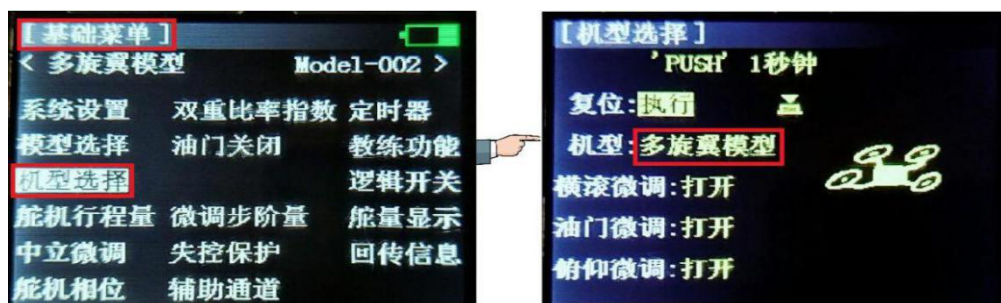 [基础菜单]
< 多旋翼模型 Model-002 >
系统设置 双重比率指数 定时器
模型选择 油门关闭 教练功能
机型选择 逻辑开关
舵机行程量 微调步阶量 舵量显示
中立微调 失控保护 回传信息
舵机相位 辅助通道
[机型选择]
'PUSH' 1秒钟
复位:执行
机型:多旋翼模型
横滚微调:打开
油门微调:打开
俯仰微调:打开